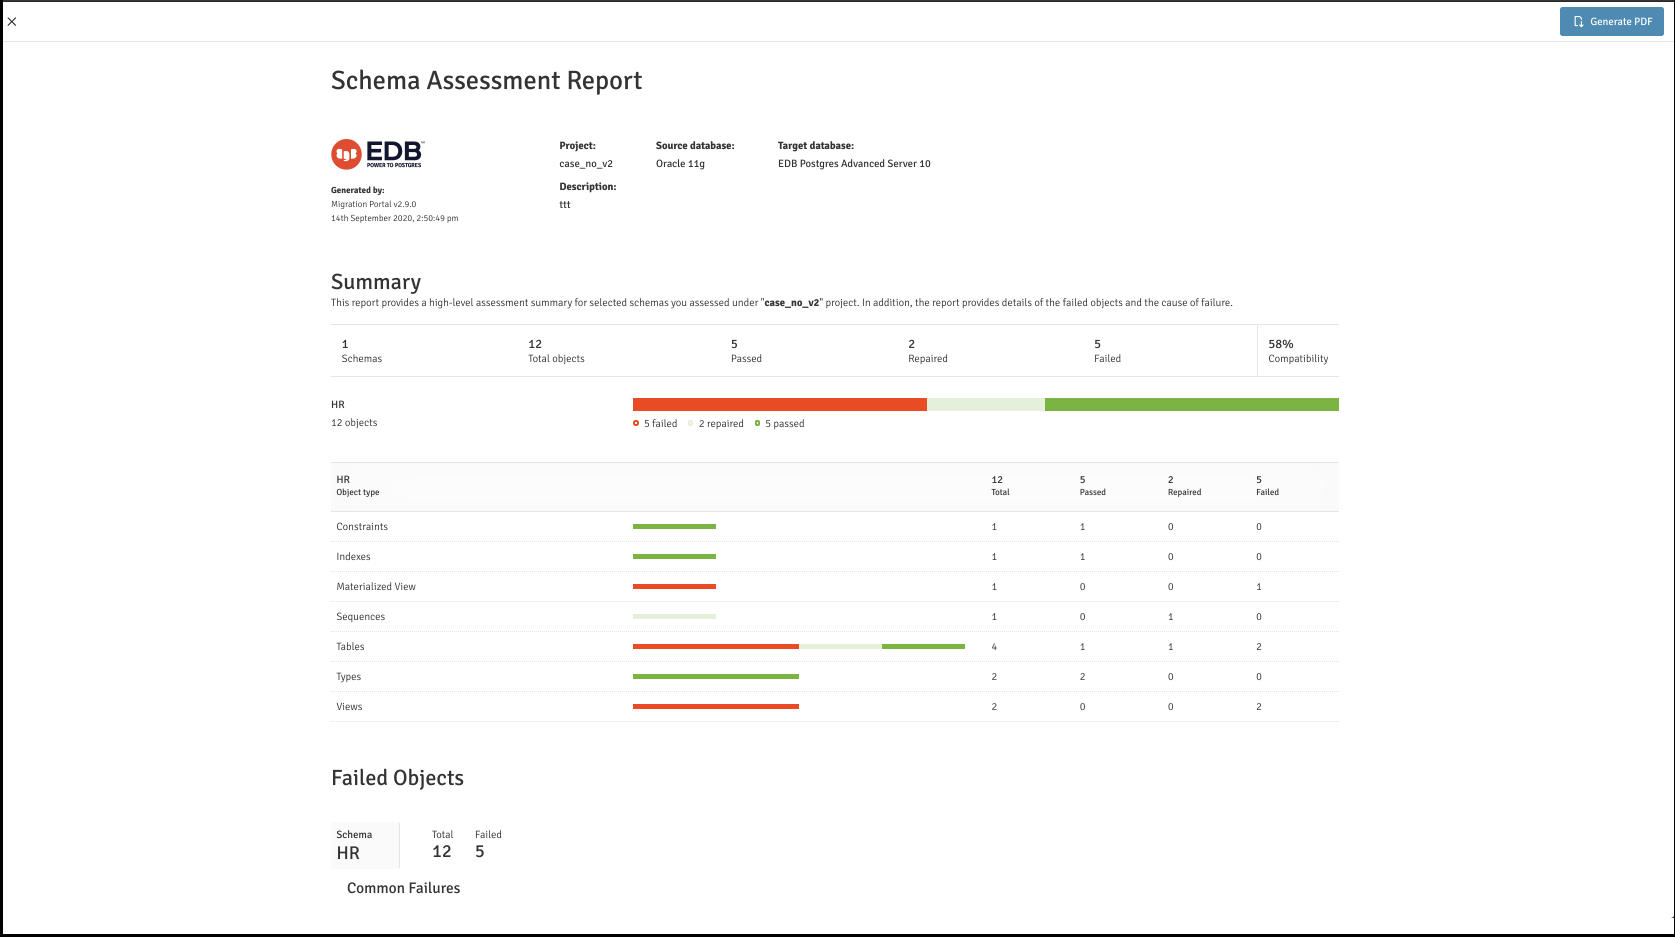 Generate PDF
Schema Assessment Report
EDB™
POWER TO POSTGRES
Generated by:
Migration Portal v2.9.0
14th September 2020, 2:50:49 pm
Project: Source database: Target database:
case_no_v2 Oracle 11g EDB Postgres Advanced Server 10
Description:
ttt
Summary
This report provides a high-level assessment summary for selected schemas you assessed under "case_no_v2" project. In addition, the report provides details of the failed objects and the cause of failure.
1 12 5 2 5 58%
Schemas Total objects Passed Repaired Failed Compatibility
HR
12 objects
5 failed 2 repaired 5 passed
HR 12 5 2 5
Object type Total Passed Repaired Failed
Constraints 1 1 0 0
Indexes 1 1 0 0
Materialized View 1 0 0 1
Sequences 1 0 1 0
Tables 4 1 1 2
Types 2 2 0 0
Views 2 0 0 2
Failed Objects
Schema Total Failed
HR 12 5
Common Failures